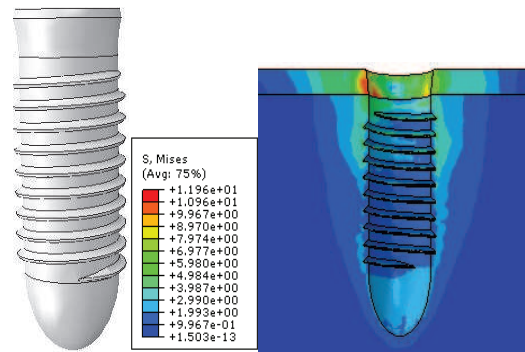 S, Mises
(Avg: 75%)
+1.196e+01
+1.096e+01
+9.967e+00
+8.970e+00
+7.974e+00
+6.977e+00
+5.980e+00
+4.984e+00
+3.987e+00
+2.990e+00
+1.993e+00
+9.967e-01
+1.503e-13